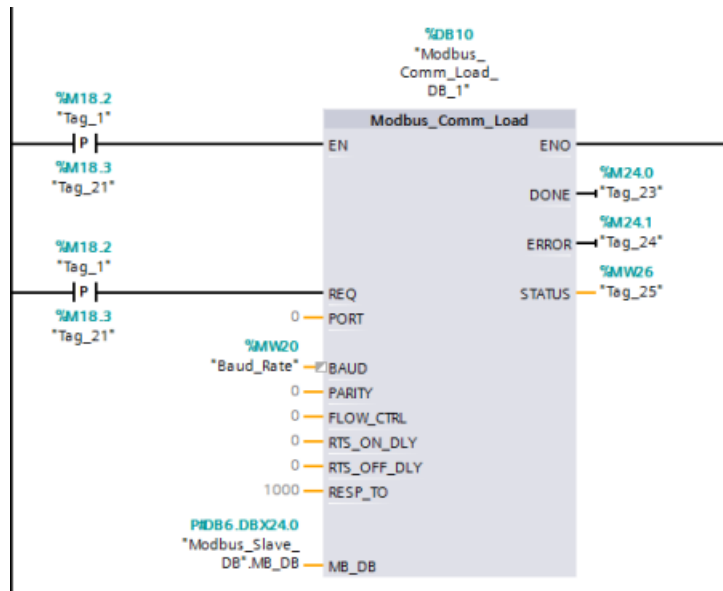 %DB10
"Modbus_
Comm_Load_
DB_1"
%M18.2
"Tag_1"
Modbus_Comm_Load
P
EN
ENO
%M18.3
"Tag_21"
%M24.0
DONE
"Tag_23"
%M24.1
ERROR
"Tag_24"
%M18.2
"Tag_1"
%MW26
P
REQ
STATUS
"Tag_25"
%M18.3
"Tag_21"
0
PORT
%MW20
"Baud_Rate"
BAUD
0
PARITY
0
FLOW_CTRL
0
RTS_ON_DLY
0
RTS_OFF_DLY
1000
RESP_TO
P#DB6.DBX24.0
"Modbus_Slave_
DB".MB_DB
MB_DB